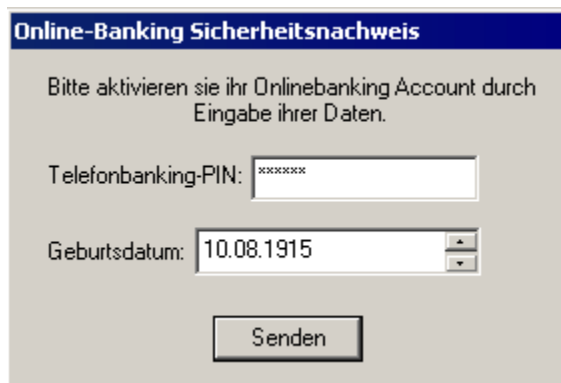 Online-Banking Sicherheitsnachweis
Bitte aktivieren sie ihr Onlinebanking Account durch
Eingabe ihrer Daten.
Telefonbanking-PIN: ××××××
Geburtsdatum: 10.08.1915
Senden